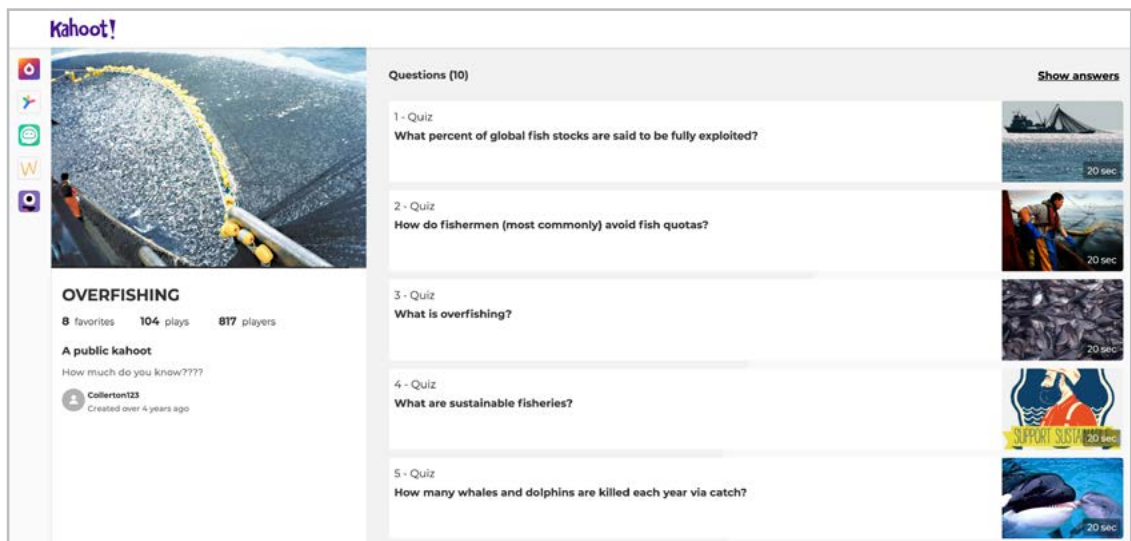 Kahoot!
OVERFISHING
8 favorites 104 plays 817 players
A public kahoot
How much do you know????
Collerton123
Created over 4 years ago
Questions (10)
Show answers
1 - Quiz
What percent of global fish stocks are said to be fully exploited?
20 sec
2 - Quiz
How do fishermen (most commonly) avoid fish quotas?
20 sec
3 - Quiz
What is overfishing?
20 sec
4 - Quiz
What are sustainable fisheries?
SUPPORT SUSTAINABLE
20 sec
5 - Quiz
How many whales and dolphins are killed each year via catch?
20 sec
W